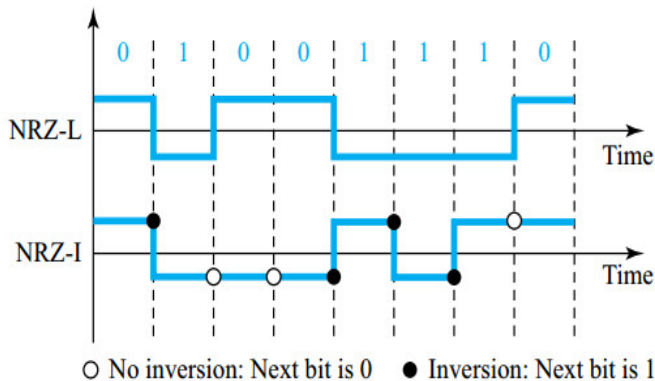 0 1 0 0 1 1 1 0
NRZ-L
Time
NRZ-I
Time
No inversion: Next bit is 0 Inversion: Next bit is 1